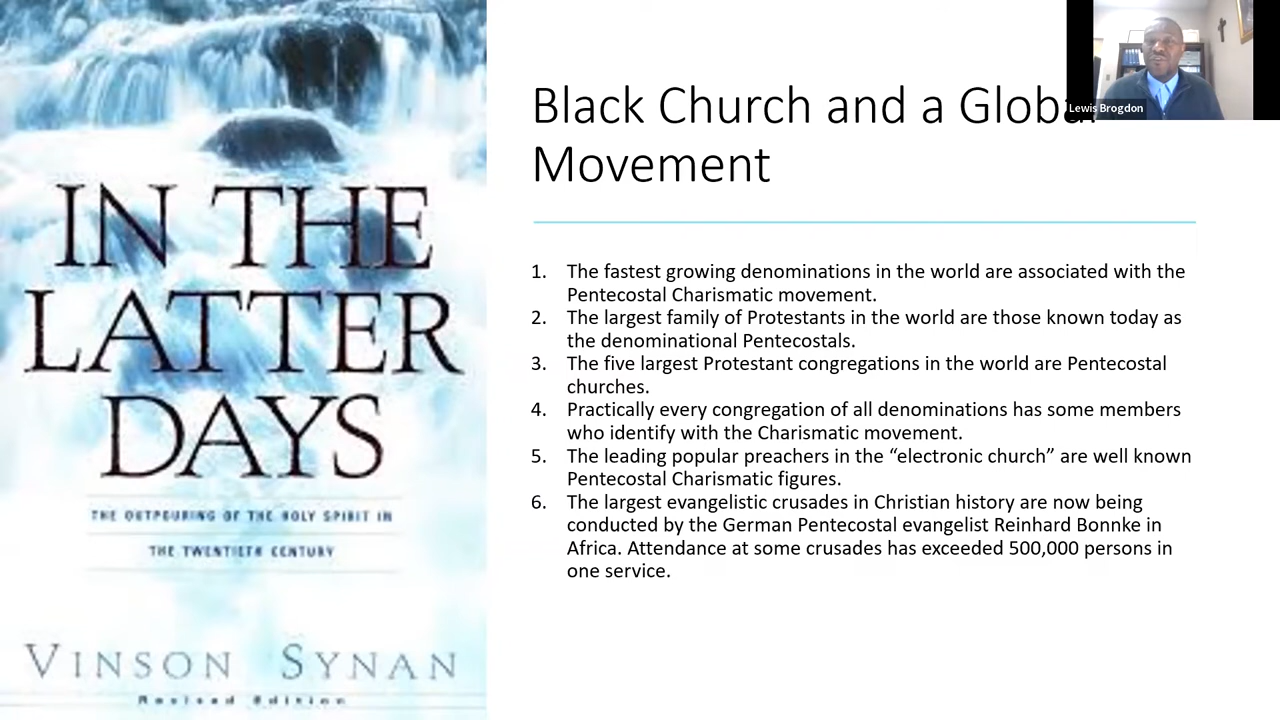 IN THE
LATTER
DAYS
THE OUTPOURING OF THE HOLY SPIRIT IN
THE TWENTIETH CENTURY
VINSON SYNAN
Revised Edition
Black Church and a Global
Movement
1. The fastest growing denominations in the world are associated with the
Pentecostal Charismatic movement.
2. The largest family of Protestants in the world are those known today as
the denominational Pentecostals.
3. The five largest Protestant congregations in the world are Pentecostal
churches.
4. Practically every congregation of all denominations has some members
who identify with the Charismatic movement.
5. The leading popular preachers in the “electronic church” are well known
Pentecostal Charismatic figures.
6. The largest evangelistic crusades in Christian history are now being
conducted by the German Pentecostal evangelist Reinhard Bonnke in
Africa. Attendance at some crusades has exceeded 500,000 persons in
one service.
Lewis Brogdon